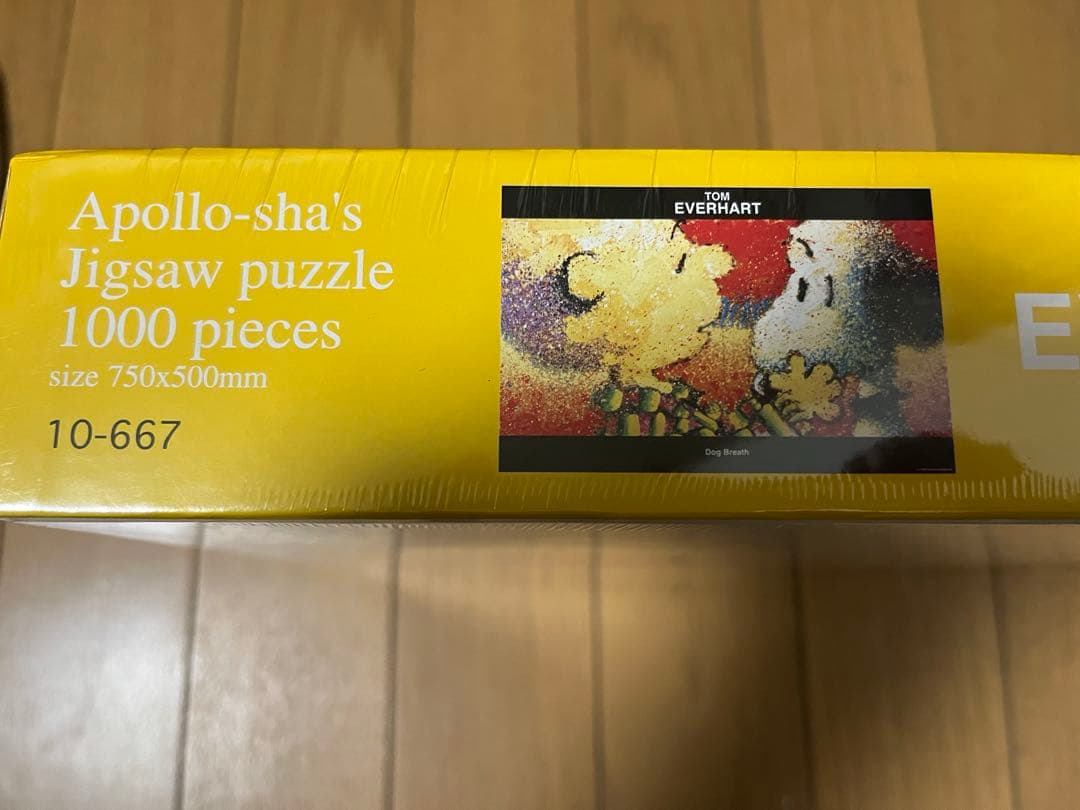 Apollo-sha's
Jigsaw puzzle
1000 pieces
size 750x500mm
10-667
TOM
EVERHART
Dog Breath
E